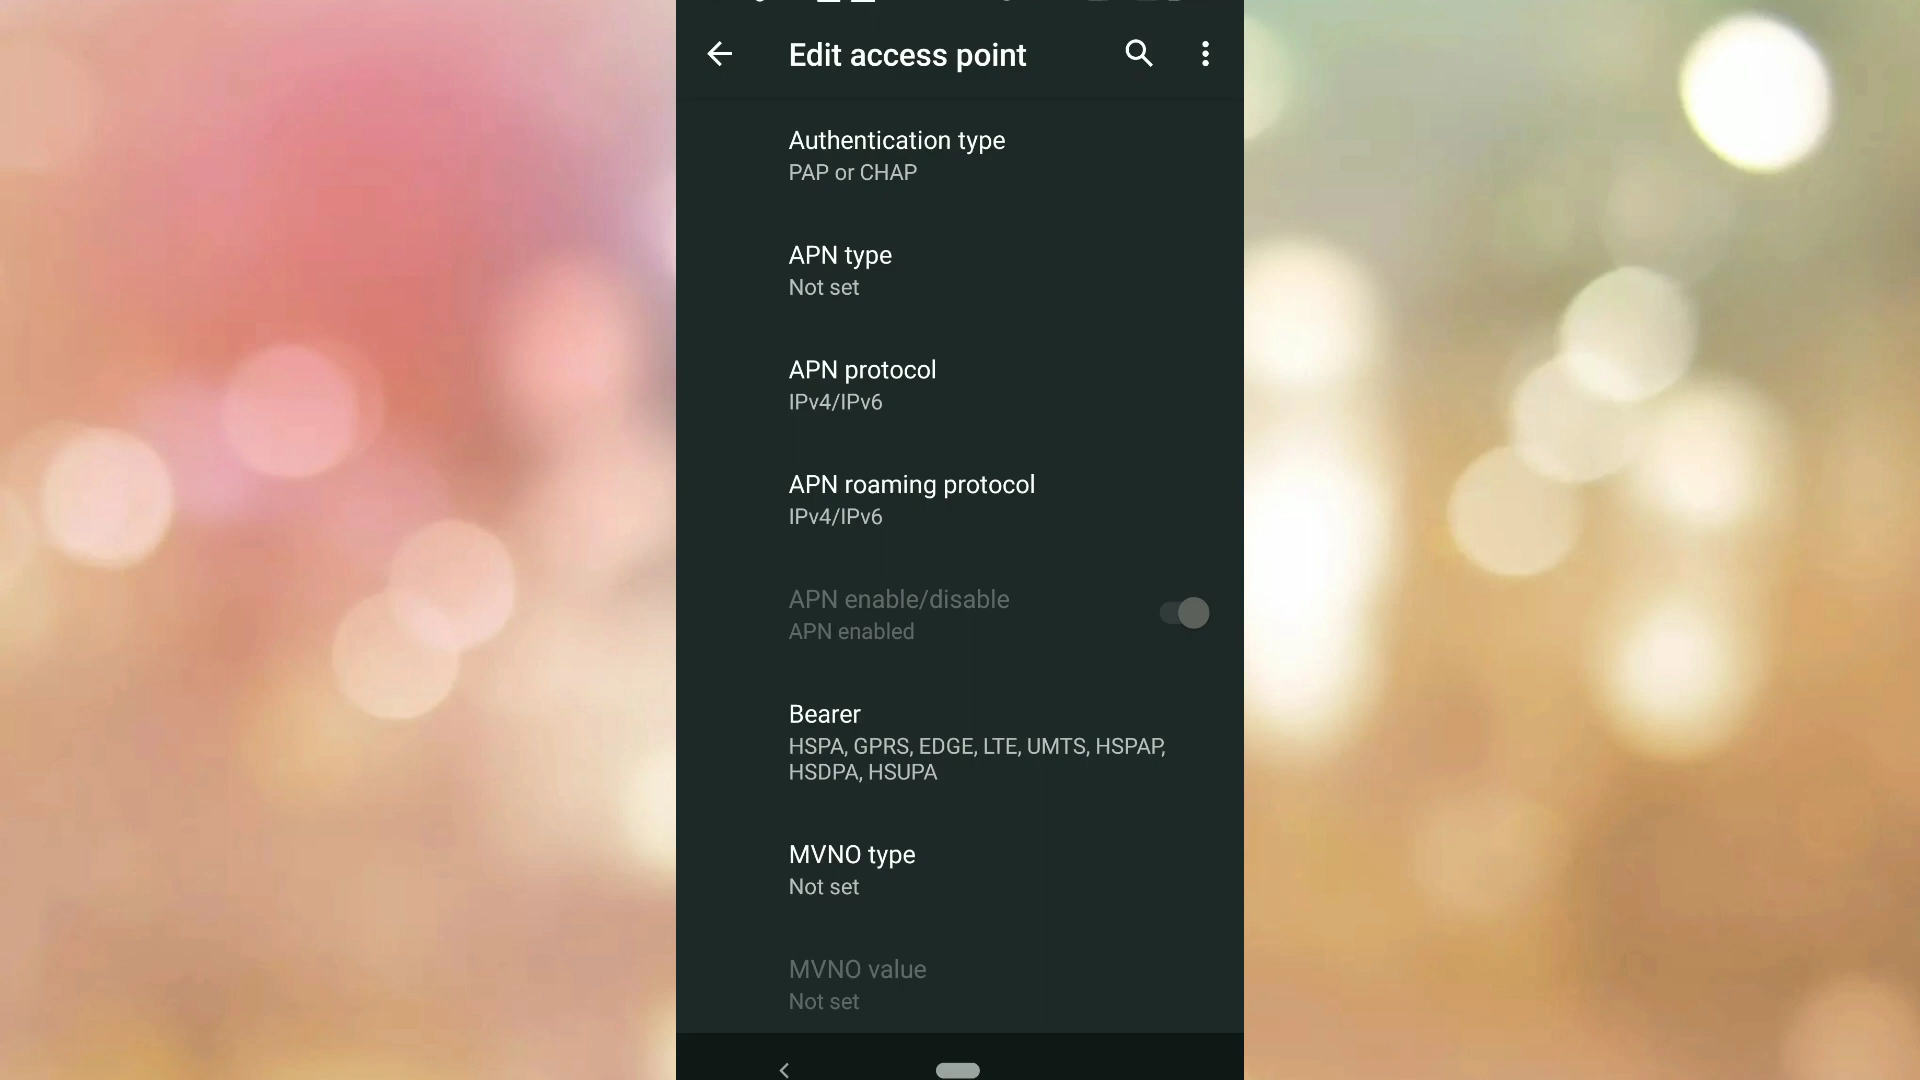 Edit access point
Authentication type
PAP or CHAP
APN type
Not set
APN protocol
IPv4/IPv6
APN roaming protocol
IPv4/IPv6
APN enable/disable
APN enabled
Bearer
HSPA, GPRS, EDGE, LTE, UMTS, HSPAP,
HSDPA, HSUPA
MVNO type
Not set
MVNO value
Not set